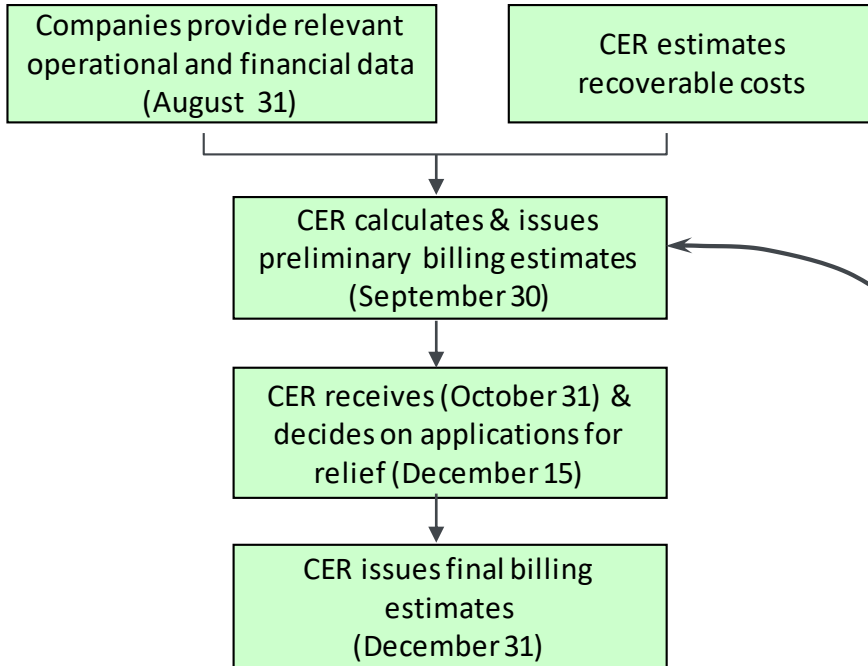 Companies provide relevant
operational and financial data
(August 31)
CER estimates
recoverable costs
CER calculates & issues
preliminary billing estimates
(September 30)
CER receives (October 31) &
decides on applications for
relief (December 15)
CER issues final billing
estimates
(December 31)